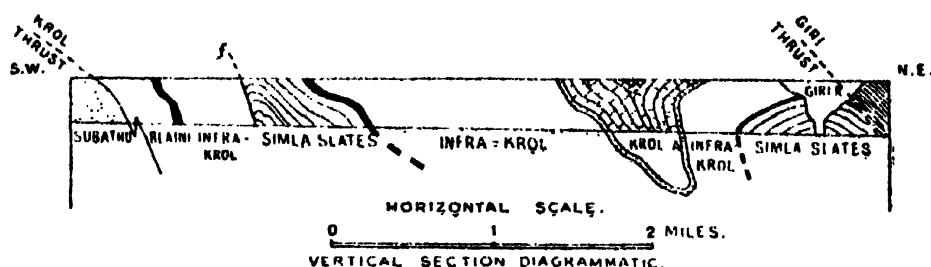 KROL THRUST
f
GIRI THRUST
S.W.
N.E.
GIRI R.
SUBATHU
BLAINI
INFRA-KROL
SIMLA SLATES
INFRA-KROL
KROL A
INFRA KROL
SIMLA SLATES
HORIZONTAL SCALE.
0 1 2 MILES.
VERTICAL SECTION DIAGRAMMATIC.